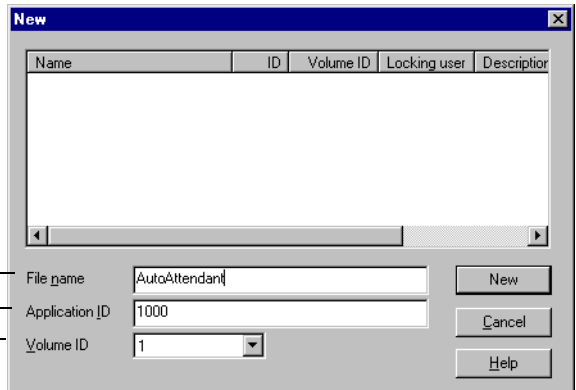 New
Name ID Volume ID Locking user Description
File name AutoAttendant New
Application ID 1000
Cancel
Volume ID 1
Help